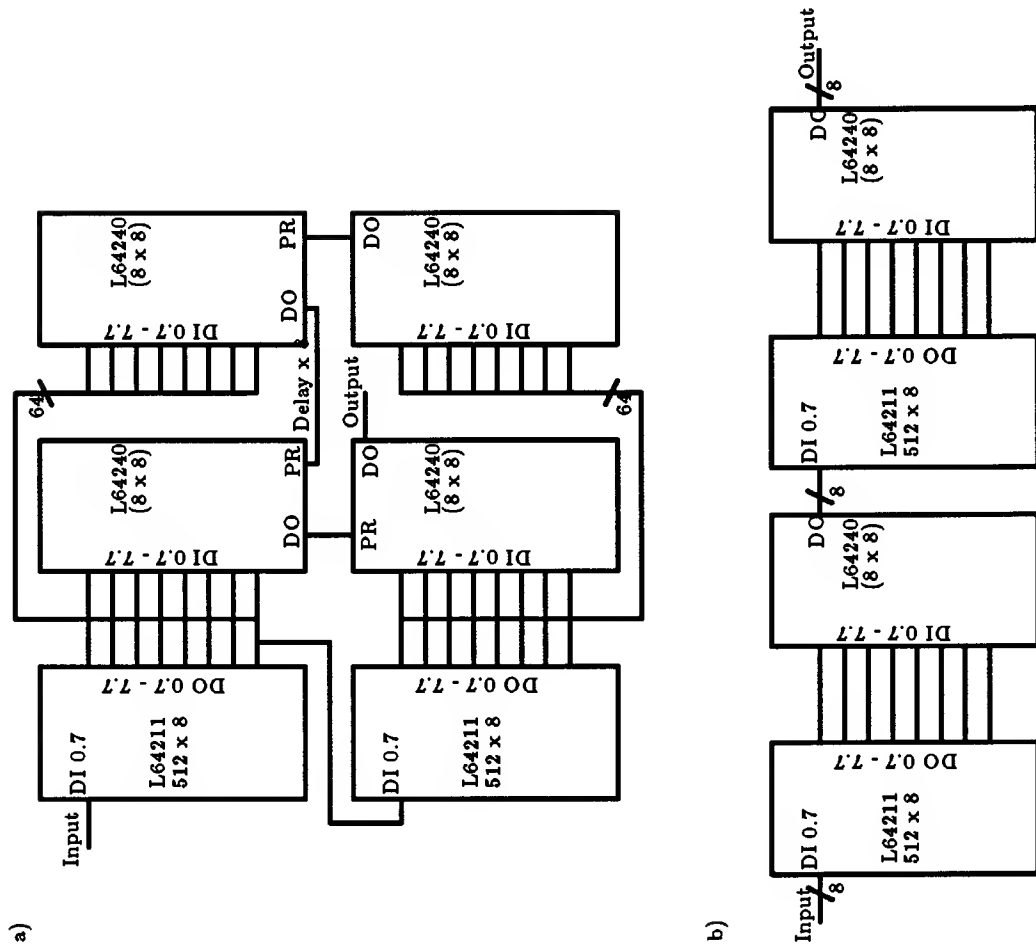 a)
Input
DI 0.7
L64211
512 x 8
DO 0.7 - 7.7
DI 0.7 - 7.7
L64240
(8 x 8)
DO
PR
64
DI 0.7 - 7.7
L64240
(8 x 8)
DO
PR
Delay x
DI 0.7
L64211
512 x 8
DO 0.7 - 7.7
PR
DI 0.7 - 7.7
L64240
(8 x 8)
DO
Output
64
DI 0.7 - 7.7
L64240
(8 x 8)
DO
b)
Input
8
DI 0.7
L64211
512 x 8
DO 0.7 - 7.7
DI 0.7 - 7.7
L64240
(8 x 8)
DO
8
DI 0.7
L64211
512 x 8
DO 0.7 - 7.7
DI 0.7 - 7.7
L64240
(8 x 8)
DO
Output
8